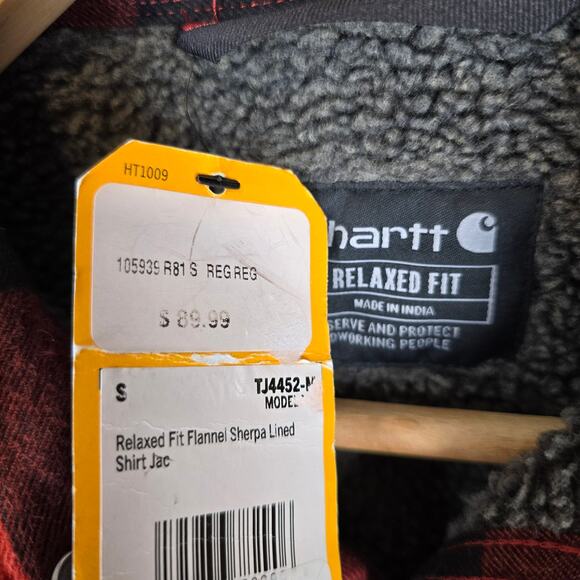 HT1009
105939 R81 S REG REG
$ 89.99
S TJ4452-M
MODEL
Relaxed Fit Flannel Sherpa Lined
Shirt Jac
hartt
RELAXED FIT
MADE IN INDIA
SERVE AND PROTECT
WORKING PEOPLE